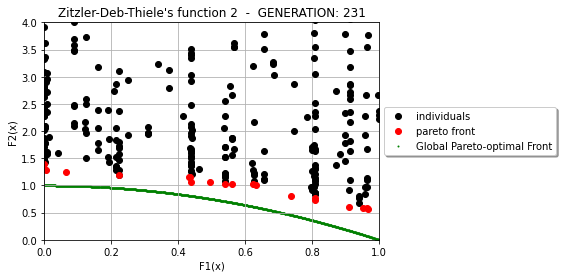 Zitzler-Deb-Thiele's function 2  -  GENERATION: 231
4.0
3.5
3.0
2.5
2.0
1.5
1.0
0.5
0.0
F2(x)
0.0 0.2 0.4 0.6 0.8 1.0
F1(x)
individuals
pareto front
Global Pareto-optimal Front